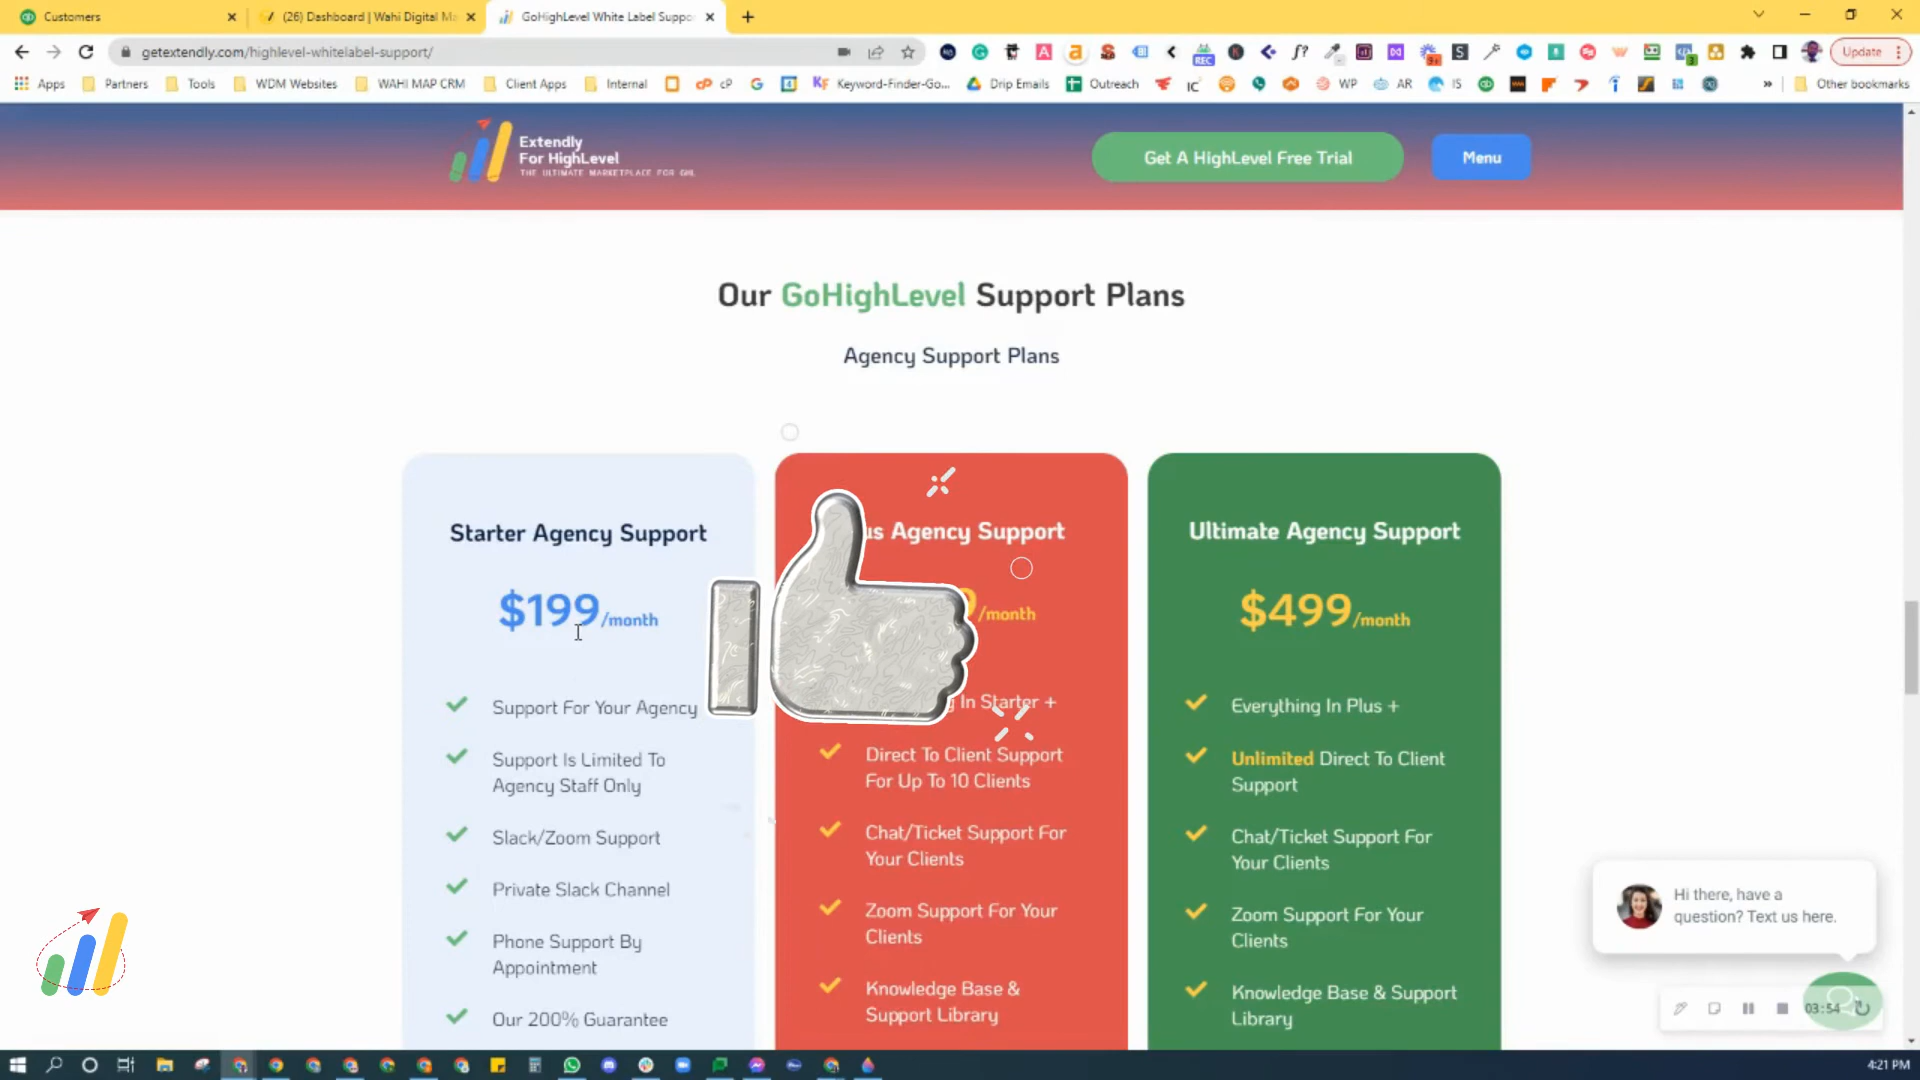 Customers
(26) Dashboard | Wahi Digital Ma
GoHighLevel White Label Suppo
getextendly.com/highlevel-whitelabel-support/
Update
Apps
Partners
Tools
WDM Websites
WAHI MAP CRM
Client Apps
Internal
cP
Keyword-Finder-Go...
Drip Emails
Outreach
IC
WP
AR
IS
Other bookmarks
Extendly
For HighLevel
THE ULTIMATE MARKETPLACE FOR GHL
Get A HighLevel Free Trial
Menu
Our GoHighLevel Support Plans
Agency Support Plans
Starter Agency Support
$199/month
Support For Your Agency
Support Is Limited To
Agency Staff Only
Slack/Zoom Support
Private Slack Channel
Phone Support By
Appointment
Our 200% Guarantee
us Agency Support
9/month
g In Starter +
Direct To Client Support
For Up To 10 Clients
Chat/Ticket Support For
Your Clients
Zoom Support For Your
Clients
Knowledge Base &
Support Library
Ultimate Agency Support
$499/month
Everything In Plus +
Unlimited Direct To Client
Support
Chat/Ticket Support For
Your Clients
Zoom Support For Your
Clients
Knowledge Base & Support
Library
Hi there, have a
question? Text us here.
03:54
4:21 PM